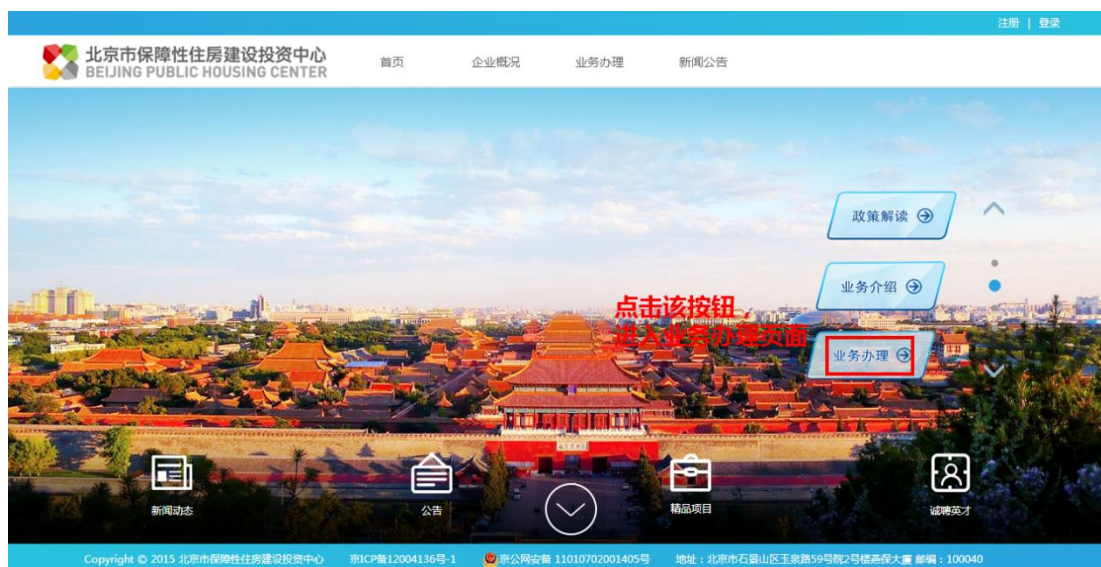 注册 | 登录
北京市保障性住房建设投资中心
BEIJING PUBLIC HOUSING CENTER
首页 企业概况 业务办理 新闻公告
政策解读
业务介绍
点击该按钮，
进入业务办理页面
业务办理
新闻动态 公告 精品项目 诚聘英才
Copyright © 2015 北京市保障性住房建设投资中心 京ICP备12004136号-1 京公网安备 11010702001405号 地址：北京市石景山区玉泉路59号院2号楼燕保大厦 邮编：100040